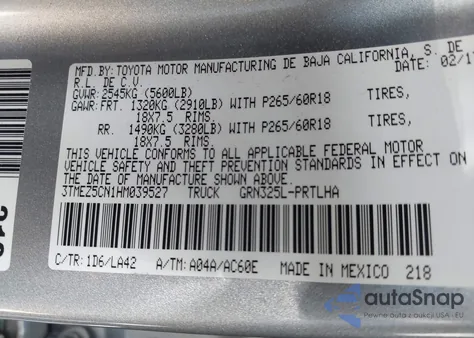 MFD.BY: TOYOTA MOTOR MANUFACTURING DE BAJA CALIFORNIA, S. DE
R.L. DE C.V. DATE: 02/17
GVWR: 2545KG (5600LB)
GAWR: FRT. 1320KG (2910LB) WITH P265/60R18 TIRES,
18X7.5 RIMS.
RR. 1490KG (3280LB) WITH P265/60R18 TIRES,
18X7.5 RIMS.
THIS VEHICLE CONFORMS TO ALL APPLICABLE FEDERAL MOTOR
VEHICLE SAFETY AND THEFT PREVENTION STANDARDS IN EFFECT ON
THE DATE OF MANUFACTURE SHOWN ABOVE.
3TMEZ5CN1HM039527 TRUCK GRN325L-PRTLHA
C/TR: 1D6/LA42 A/TM: A04A/AC60E MADE IN MEXICO 218
autoSnap